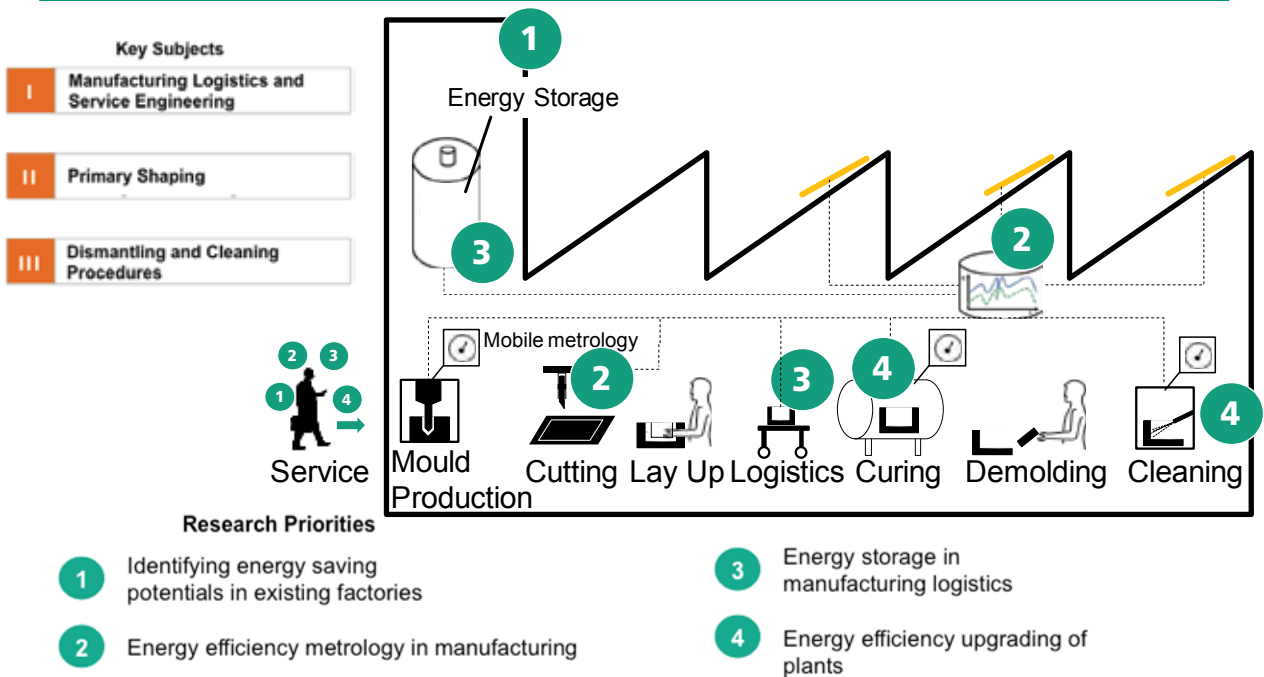 Key Subjects
I
Manufacturing Logistics and
Service Engineering
II
Primary Shaping
III
Dismantling and Cleaning
Procedures
1
Energy Storage
3
2
Mobile metrology
2
3
4
4
2
3
1
4
Service
Mould
Production
Cutting
Lay Up
Logistics
Curing
Demolding
Cleaning
Research Priorities
1
Identifying energy saving
potentials in existing factories
2
Energy efficiency metrology in manufacturing
3
Energy storage in
manufacturing logistics
4
Energy efficiency upgrading of
plants